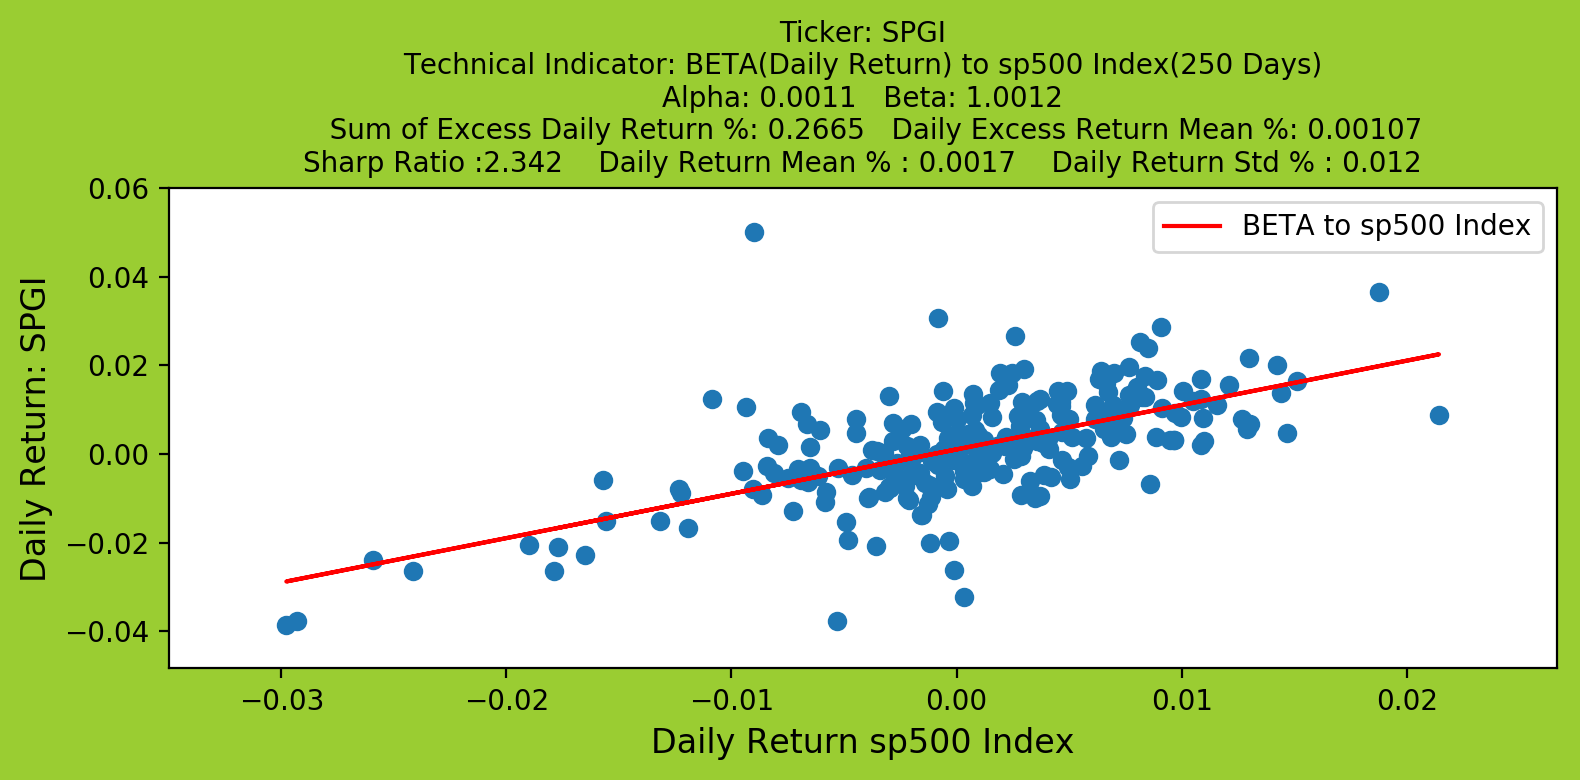 Ticker: SPGI
Technical Indicator: BETA(Daily Return) to sp500 Index(250 Days)
Alpha: 0.0011   Beta: 1.0012
Sum of Excess Daily Return %: 0.2665   Daily Excess Return Mean %: 0.00107
Sharp Ratio :2.342    Daily Return Mean % : 0.0017    Daily Return Std % : 0.012
BETA to sp500 Index
0.06
0.04
0.02
0.00
−0.02
−0.04
Daily Return: SPGI
−0.03
−0.02
−0.01
0.00
0.01
0.02
Daily Return sp500 Index